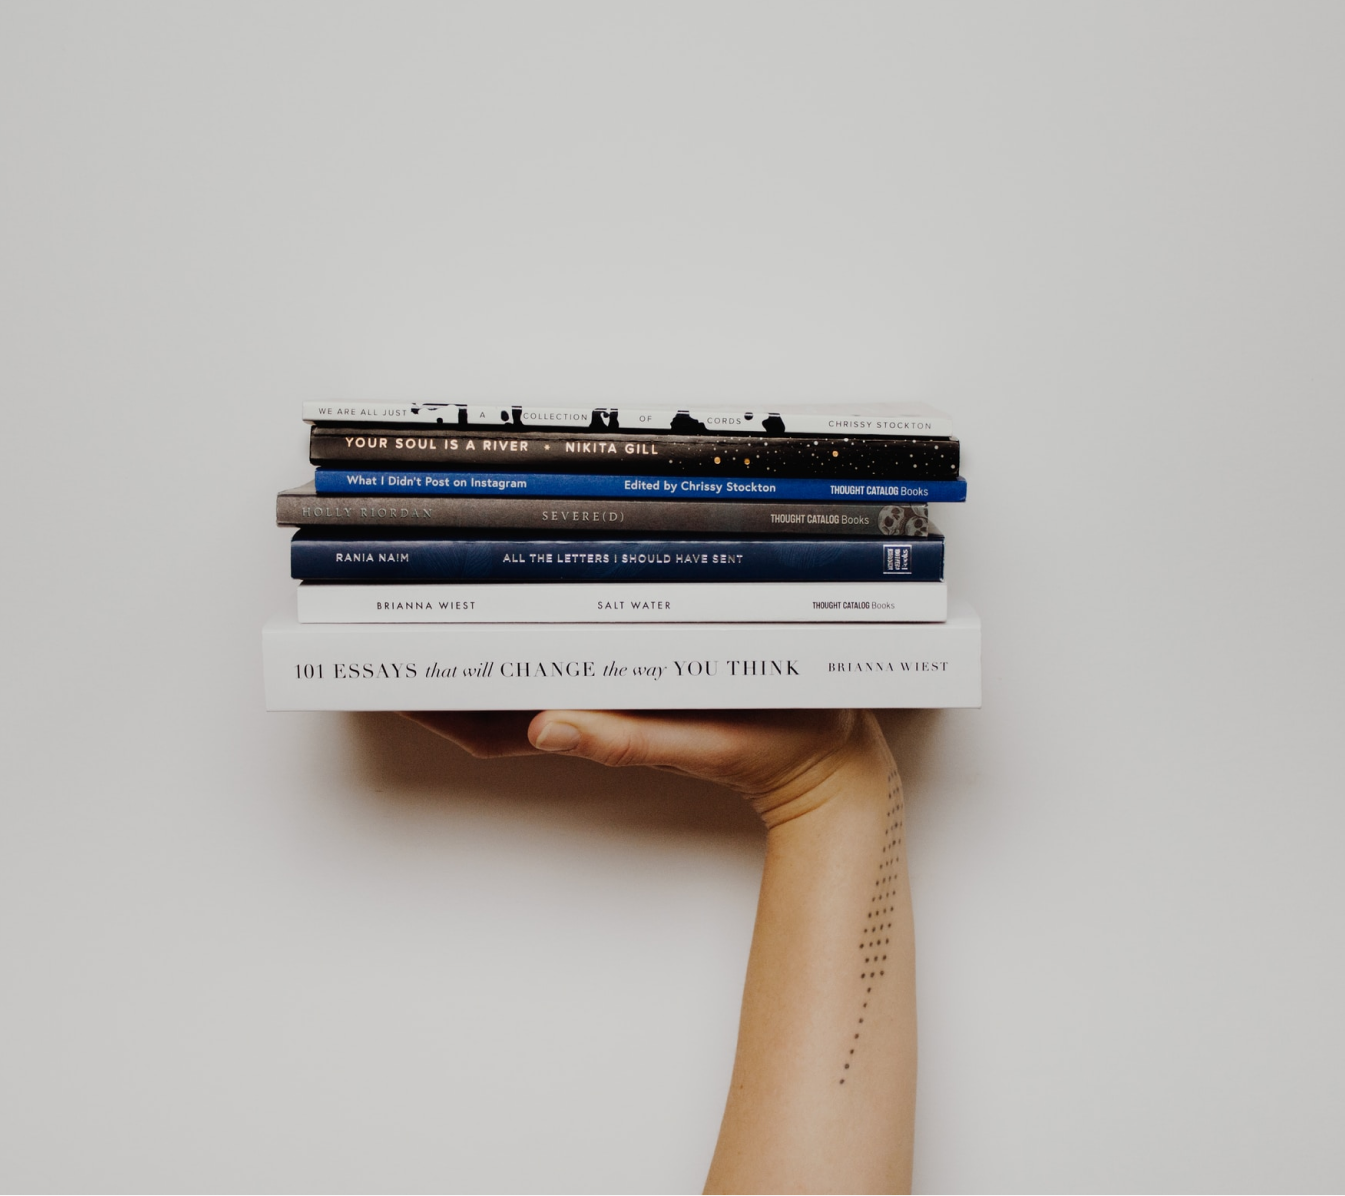 WE ARE ALL JUST A COLLECTION OF CORDS CHRISSY STOCKTON
YOUR SOUL IS A RIVER • NIKITA GILL
What I Didn't Post on Instagram Edited by Chrissy Stockton THOUGHT CATALOG Books
HOLLY RIORDAN SEVERE(D) THOUGHT CATALOG Books
RANIA NAIM ALL THE LETTERS I SHOULD HAVE SENT
BRIANNA WIEST SALT WATER THOUGHT CATALOG Books
101 ESSAYS that will CHANGE the way YOU THINK BRIANNA WIEST